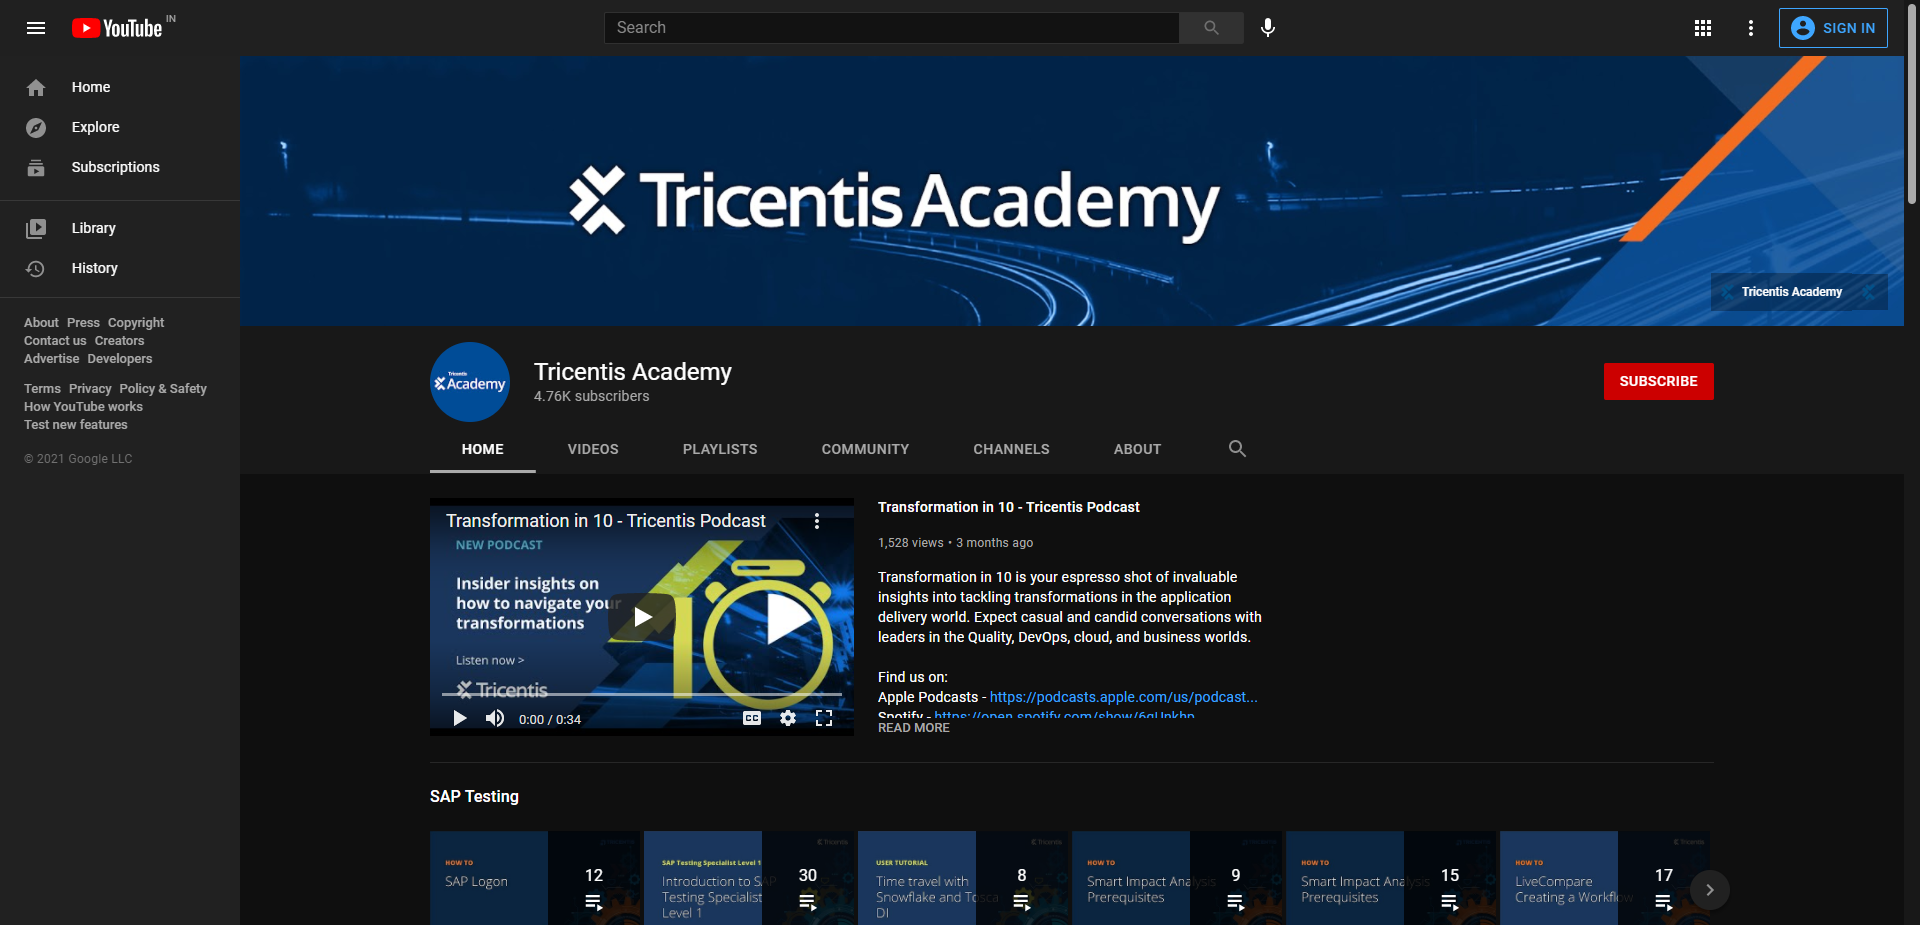 YouTube IN
Search
SIGN IN
Home
Explore
Subscriptions
Library
History
About Press Copyright
Contact us Creators
Advertise Developers
Terms Privacy Policy & Safety
How YouTube works
Test new features
© 2021 Google LLC
Tricentis Academy
Tricentis Academy
Tricentis
Academy
Tricentis Academy
4.76K subscribers
SUBSCRIBE
HOME VIDEOS PLAYLISTS COMMUNITY CHANNELS ABOUT
Transformation in 10 - Tricentis Podcast
NEW PODCAST
Insider insights on
how to navigate your
transformations
Listen now >
Tricentis
0:00 / 0:34
CC
Transformation in 10 - Tricentis Podcast
1,528 views • 3 months ago
Transformation in 10 is your espresso shot of invaluable
insights into tackling transformations in the application
delivery world. Expect casual and candid conversations with
leaders in the Quality, DevOps, cloud, and business worlds.
Find us on:
Apple Podcasts - https://podcasts.apple.com/us/podcast...
Spotify -
READ MORE
SAP Testing
HOW TO
SAP Logon
12
SAP Testing Specialist Level 1
Introduction to SAP
Testing Specialist
Level 1
30
USER TUTORIAL
Time travel with
Snowflake and Tosca
DI
8
HOW TO
Smart Impact Analysis
Prerequisites
9
HOW TO
Smart Impact Analysis
Prerequisites
15
HOW TO
LiveCompare
Creating a Workflow
17